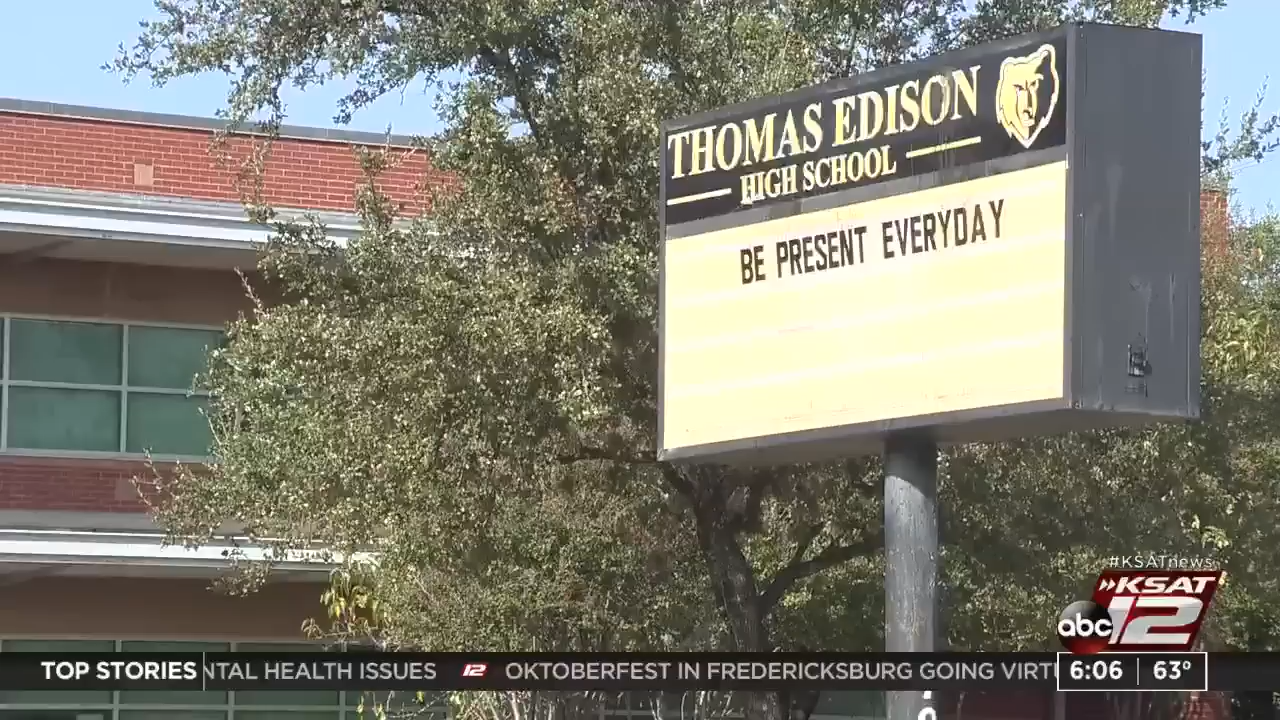 THOMAS EDISON
HIGH SCHOOL
BE PRESENT EVERYDAY
#KSATnews
KSAT
abc 12
TOP STORIES NTAL HEALTH ISSUES 12 OKTOBERFEST IN FREDERICKSBURG GOING VIRT 6:06 63°